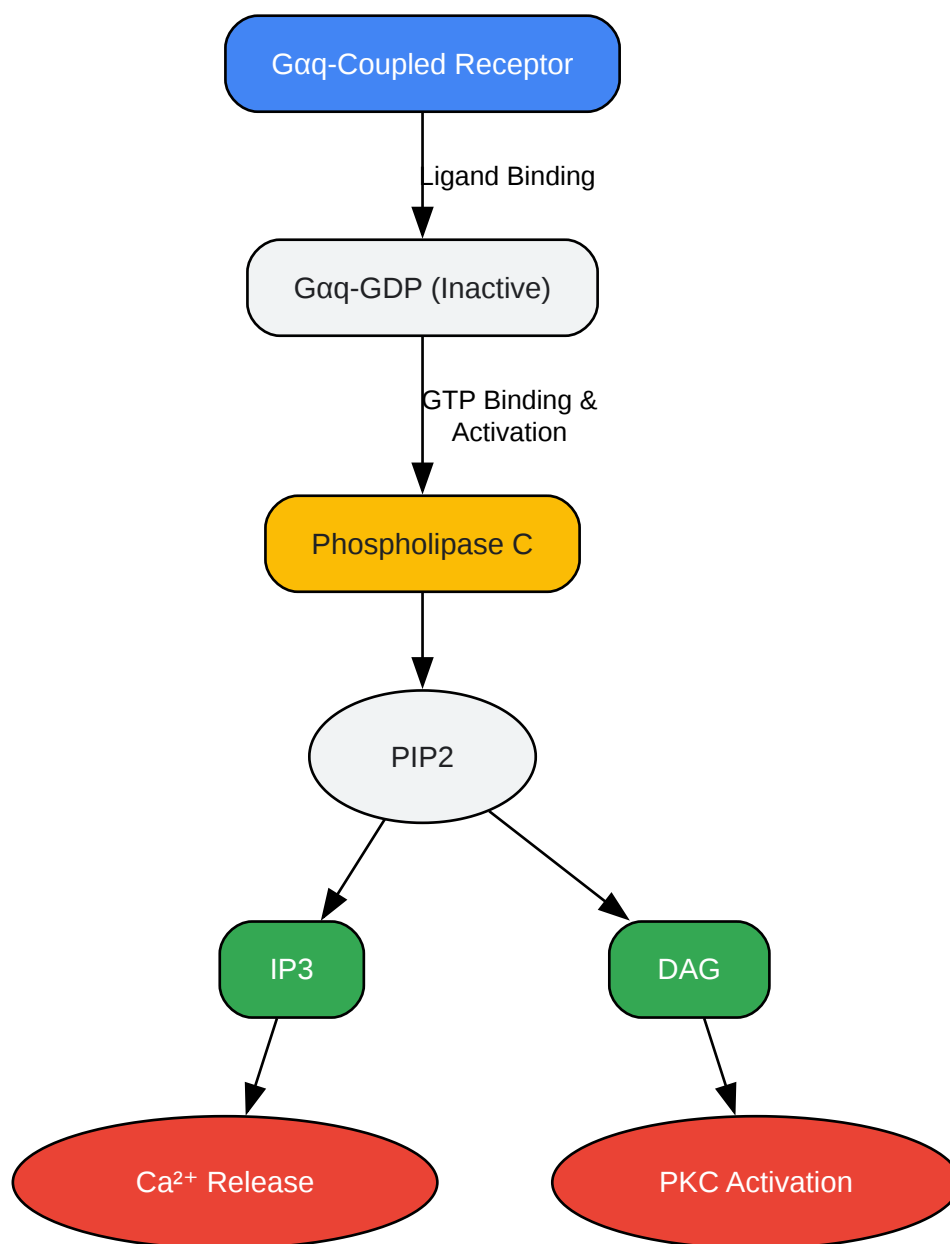 Gαq-Coupled Receptor
Ligand Binding
Gαq-GDP (Inactive)
GTP Binding &
Activation
Phospholipase C
PIP2
IP3
DAG
Ca²⁺ Release
PKC Activation